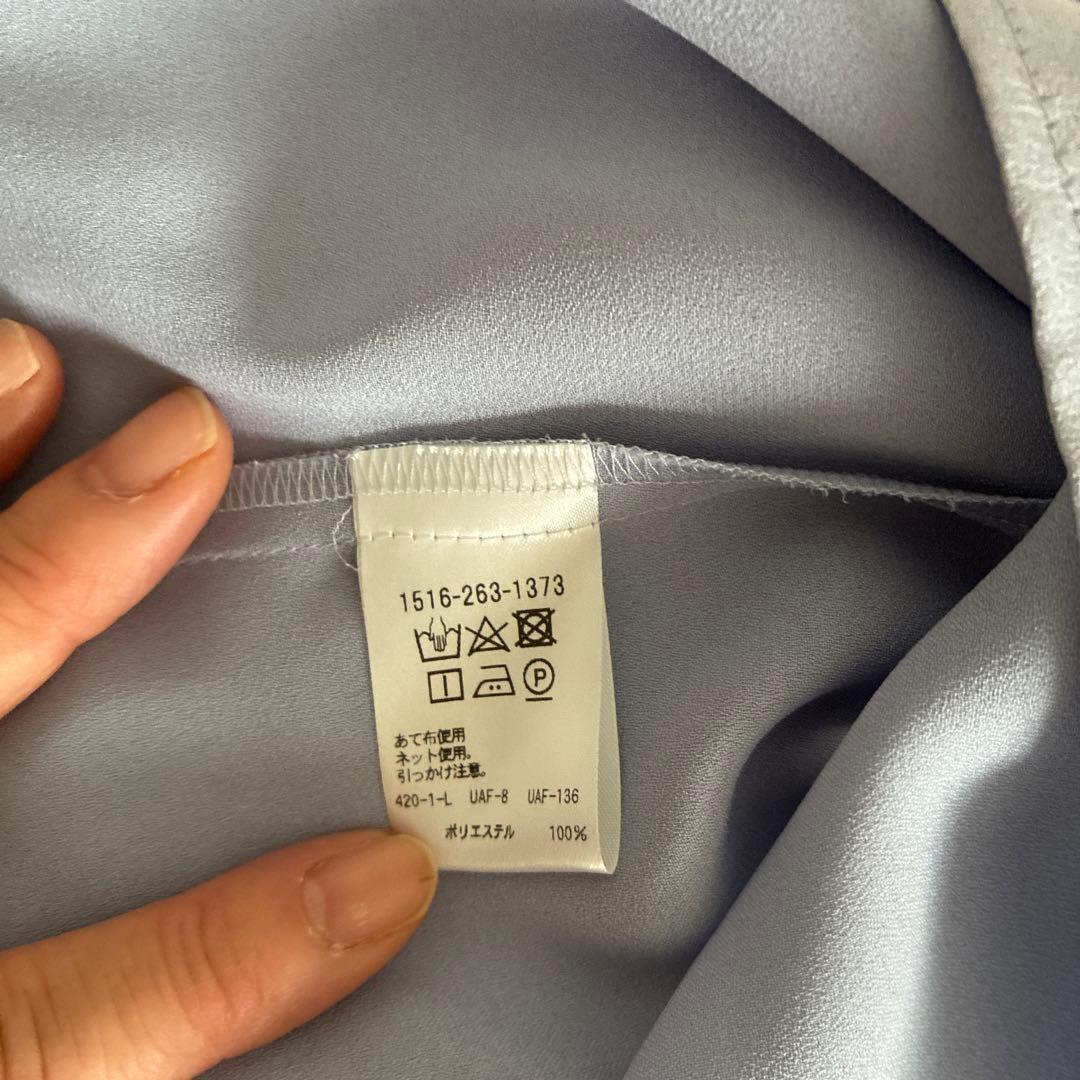 1516-263-1373
P
あて布使用
ネット使用。
引っかけ注意。
420-1-L UAF-8 UAF-136
ポリエステル 100%